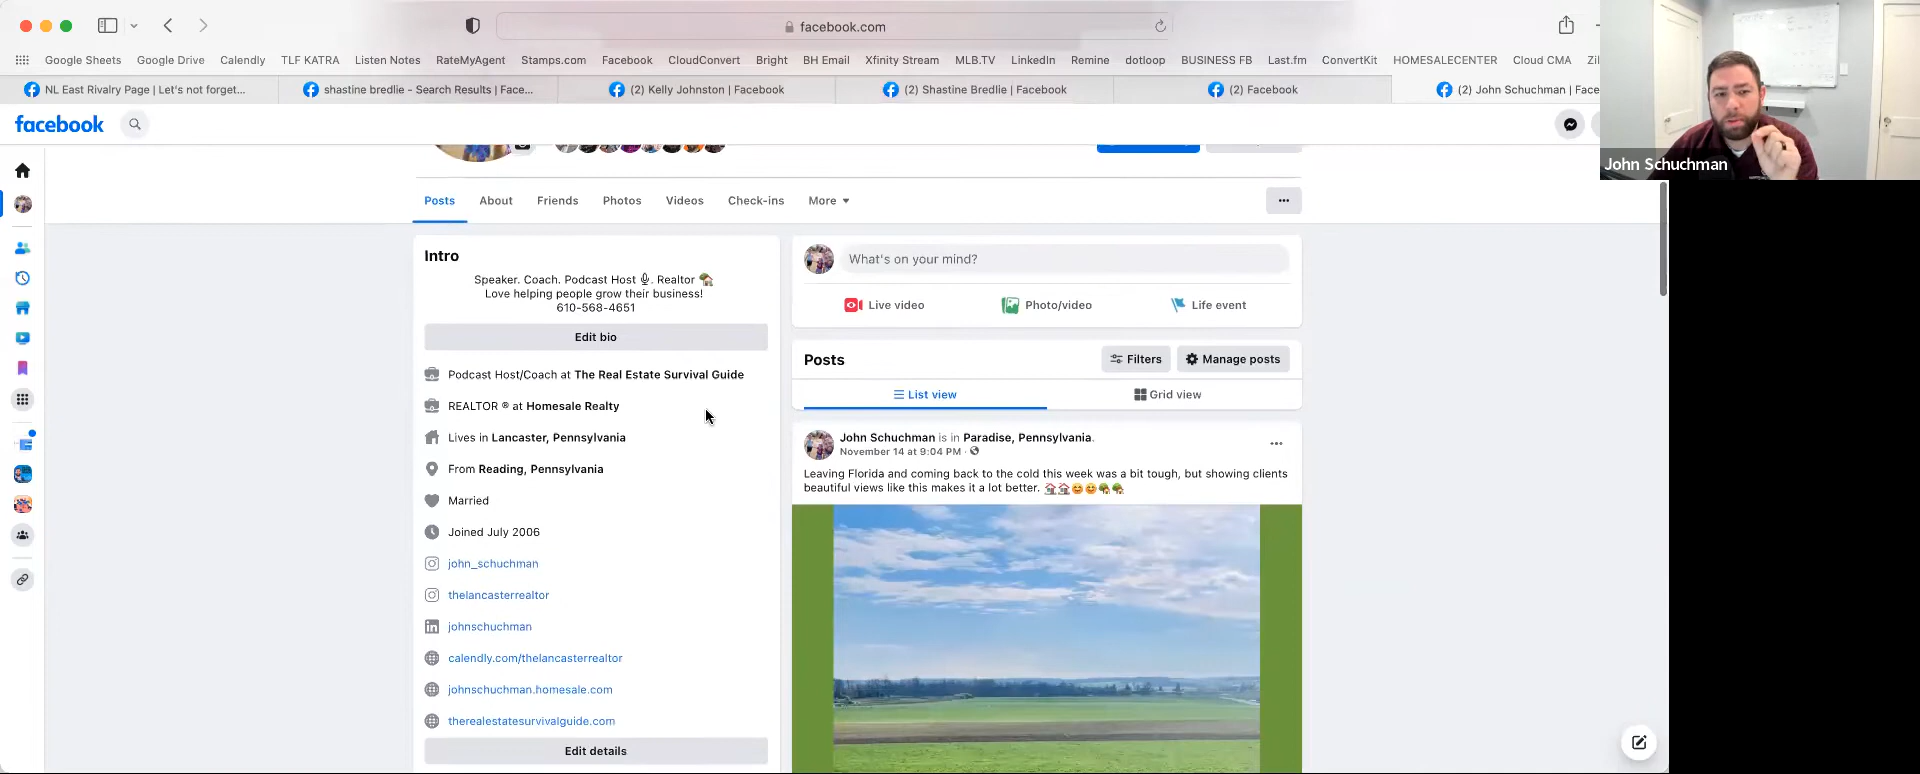 facebook.com
Google Sheets Google Drive Calendly TLF KATRA Listen Notes RateMyAgent Stamps.com Facebook CloudConvert Bright BH Email Xfinity Stream MLB.TV LinkedIn Remine dotloop BUSINESS FB Last.fm ConvertKit HOMESALECENTER Cloud CMA
NL East Rivalry Page | Let's not forget... shastine bredlie - Search Results | Face... (2) Kelly Johnston | Facebook (2) Shastine Bredlie | Facebook (2) Facebook (2) John Schuchman | Face
facebook
John Schuchman
Posts About Friends Photos Videos Check-ins More
Intro
Speaker. Coach. Podcast Host 🎙. Realtor 🏡
Love helping people grow their business!
610-568-4651
Edit bio
Podcast Host/Coach at The Real Estate Survival Guide
REALTOR ® at Homesale Realty
Lives in Lancaster, Pennsylvania
From Reading, Pennsylvania
Married
Joined July 2006
john_schuchman
thelancasterrealtor
johnschuchman
calendly.com/thelancasterrealtor
johnschuchman.homesale.com
therealestatesurvivalguide.com
Edit details
What's on your mind?
Live video Photo/video Life event
Posts Filters Manage posts
List view Grid view
John Schuchman is in Paradise, Pennsylvania.
November 14 at 9:04 PM ·
Leaving Florida and coming back to the cold this week was a bit tough, but showing clients
beautiful views like this makes it a lot better. 🏠🏠😊😊🏡🏡